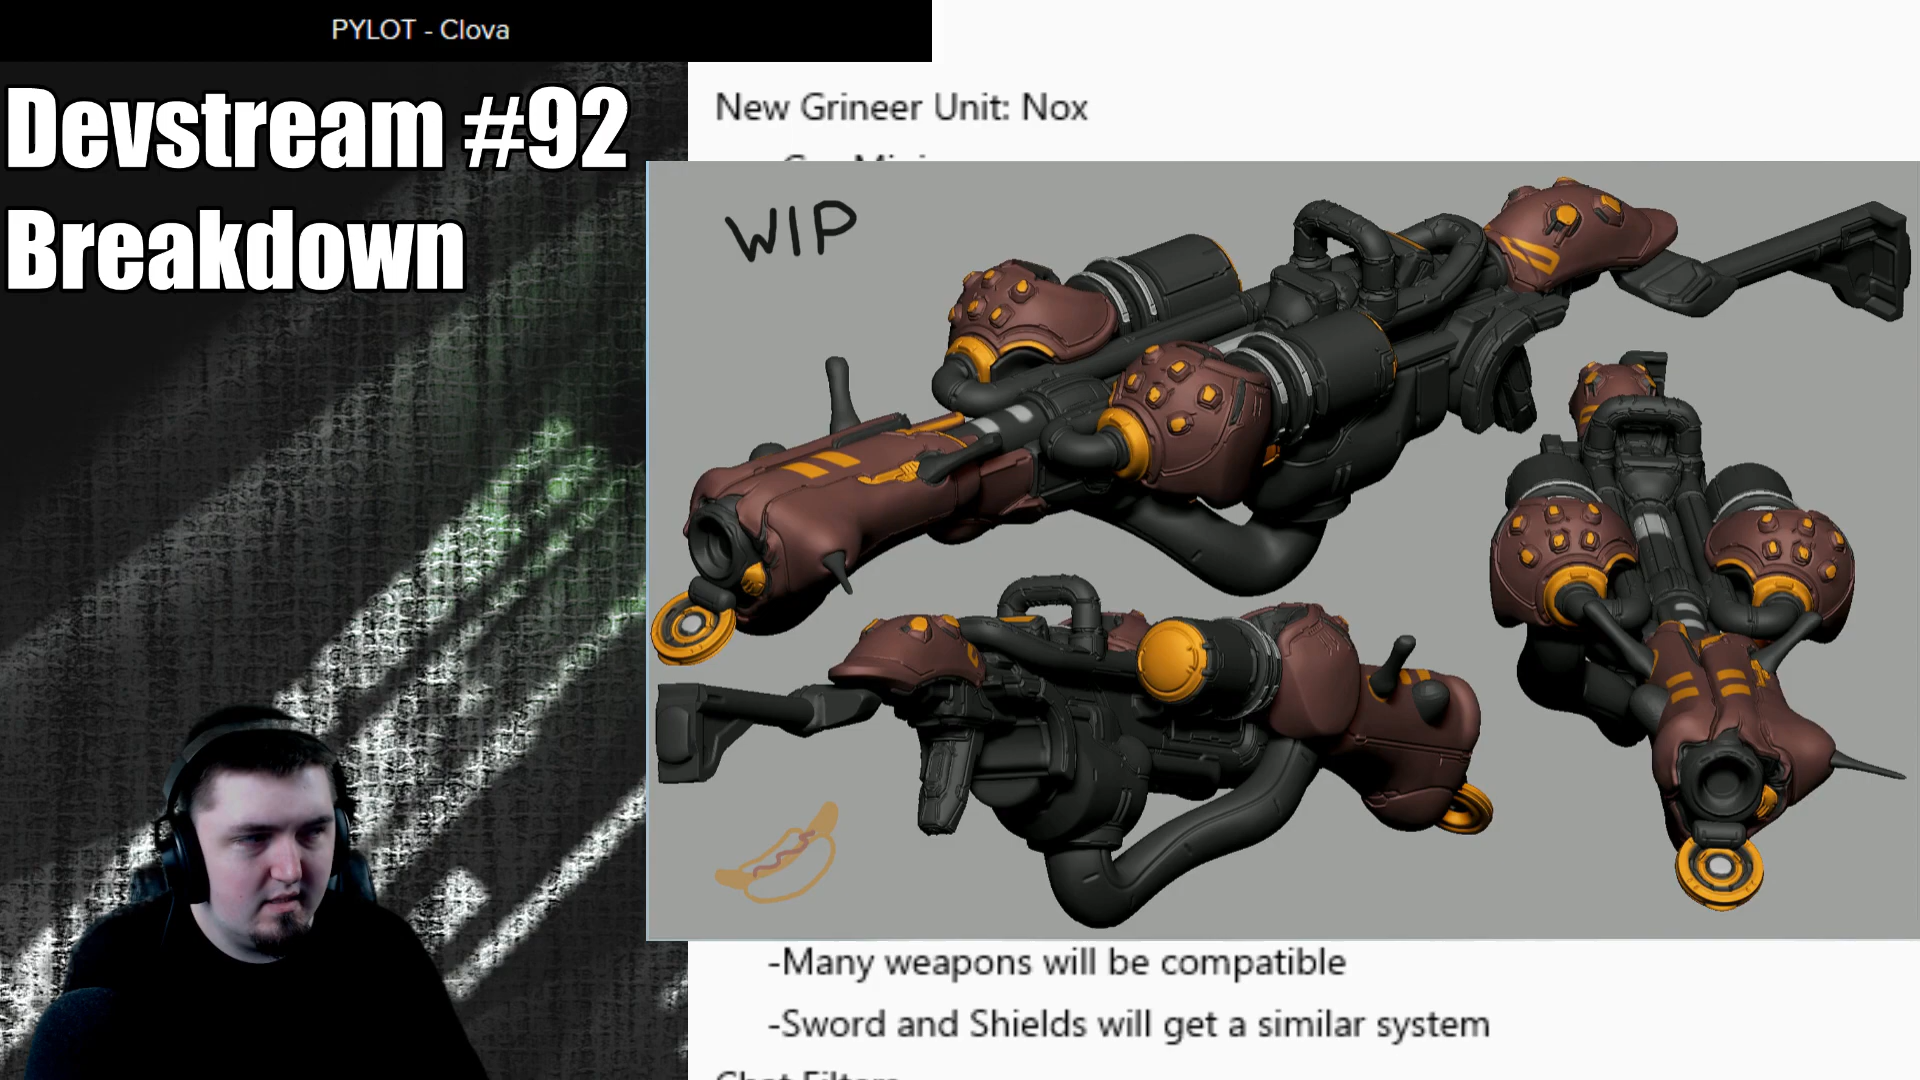 PYLOT - Clova
Devstream #92
Breakdown
New Grineer Unit: Nox
WIP
-Many weapons will be compatible
-Sword and Shields will get a similar system